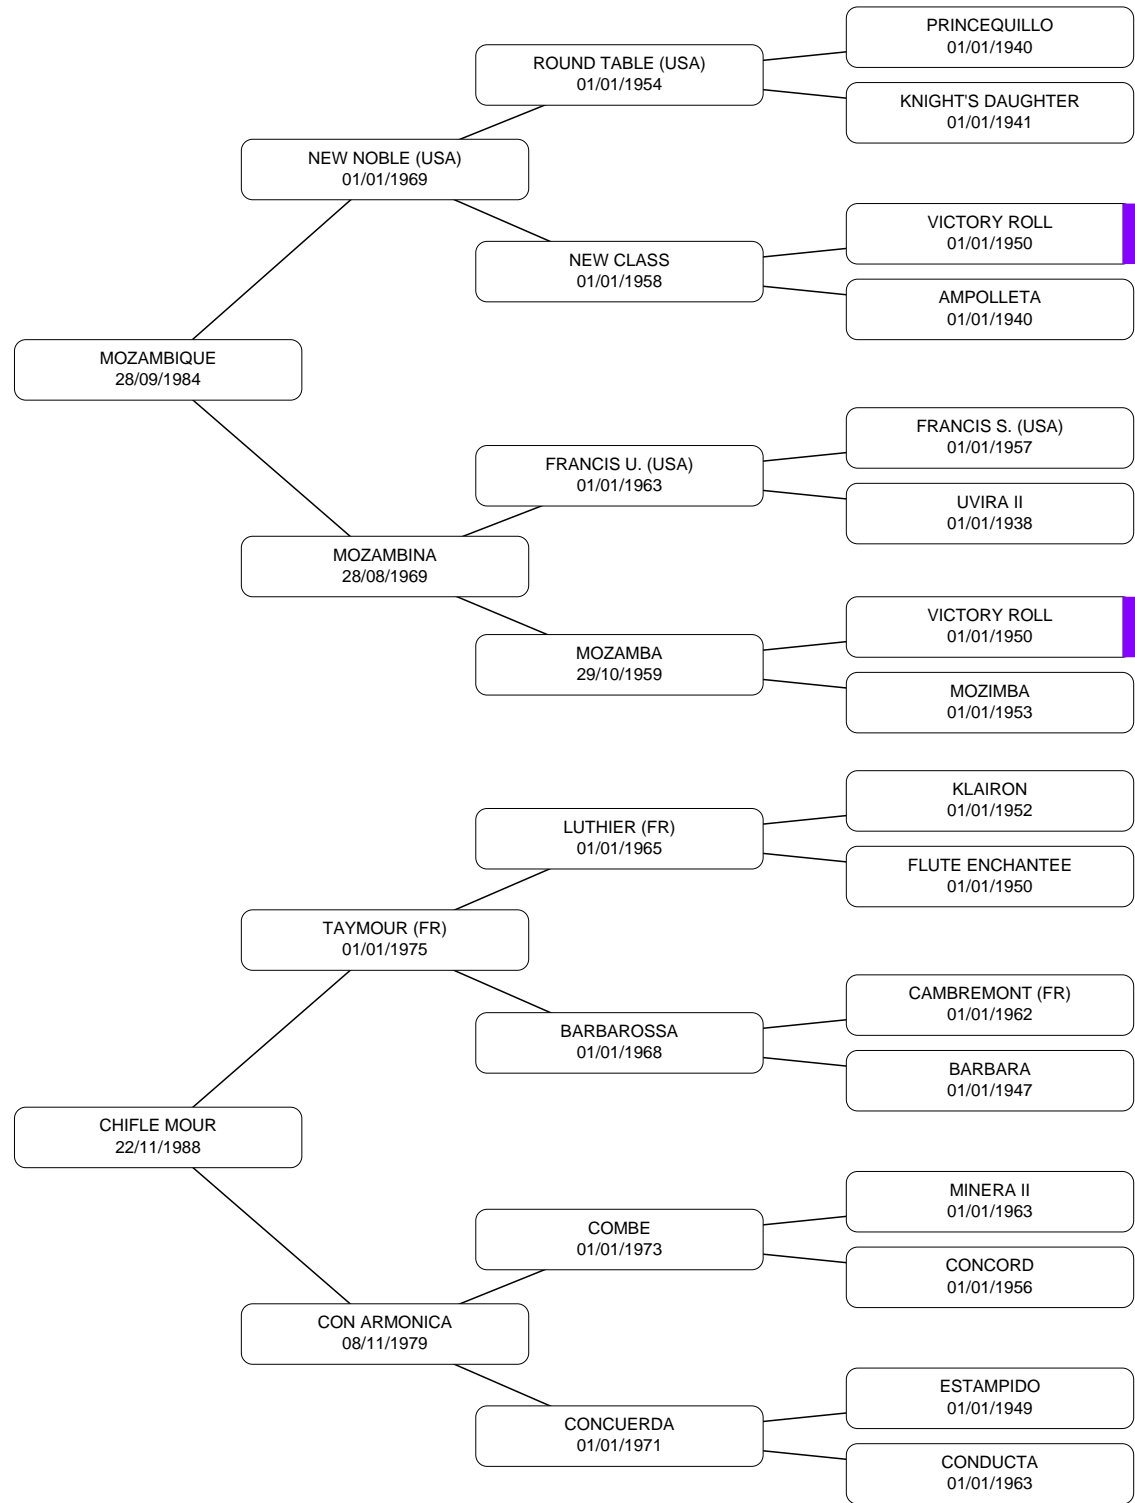 PRINCEQUILLO
01/01/1940
ROUND TABLE (USA)
01/01/1954
KNIGHT'S DAUGHTER
01/01/1941
NEW NOBLE (USA)
01/01/1969
VICTORY ROLL
01/01/1950
NEW CLASS
01/01/1958
AMPOLLETA
01/01/1940
MOZAMBIQUE
28/09/1984
FRANCIS S. (USA)
01/01/1957
FRANCIS U. (USA)
01/01/1963
UVIRA II
01/01/1938
MOZAMBINA
28/08/1969
VICTORY ROLL
01/01/1950
MOZAMBA
29/10/1959
MOZIMBA
01/01/1953
KLAIRON
01/01/1952
LUTHIER (FR)
01/01/1965
FLUTE ENCHANTEE
01/01/1950
TAYMOUR (FR)
01/01/1975
CAMBREMONT (FR)
01/01/1962
BARBAROSSA
01/01/1968
BARBARA
01/01/1947
CHIFLE MOUR
22/11/1988
MINERA II
01/01/1963
COMBE
01/01/1973
CONCORD
01/01/1956
CON ARMONICA
08/11/1979
ESTAMPIDO
01/01/1949
CONCUERDA
01/01/1971
CONDUCTA
01/01/1963